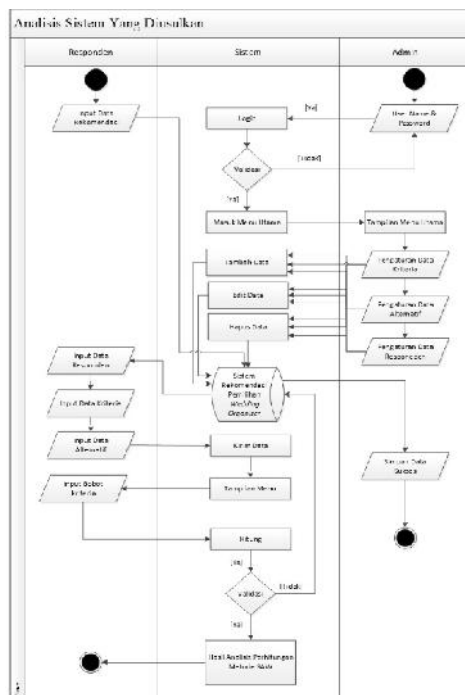 Analisis Sistem Yang Diusulkan
Responden
Sistem
Admin
Input Data
Rekomendasi
Login
[Ya]
User Name &
Password
Validasi
[Tidak]
[Ya]
Masuk Menu Utama
Tampilan Menu Utama
Tambah Data
Pengaturan Data
Kriteria
Edit Data
Pengaturan Data
Alternatif
Hapus Data
Pengaturan Data
Responden
Input Data
Responden
Sistem
Rekomendasi
Pemilihan
Wedding
Organizer
Input Data Kriteria
Input Data
Alternatif
Kirim Data
Simpan Data
Sukses
Input Bobot
Kriteria
Tampilan Menu
Hitung
[Tidak]
Validasi
[Ya]
Hasil Analisis Perhitungan
Metode SAW